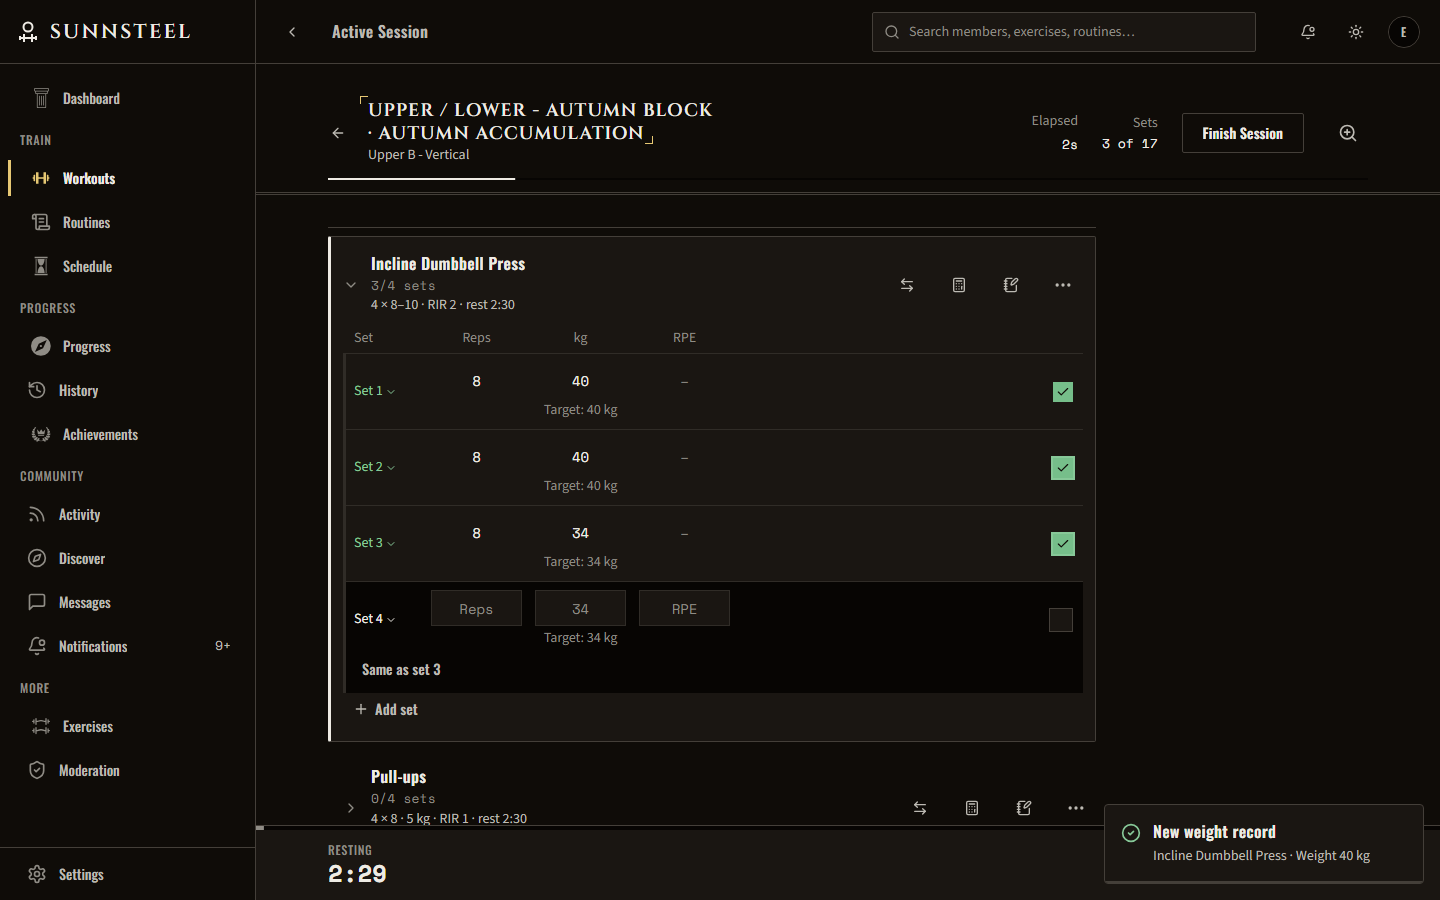 SUNNSTEEL
Active Session
Search members, exercises, routines...
E
Dashboard
TRAIN
Workouts
Routines
Schedule
PROGRESS
Progress
History
Achievements
COMMUNITY
Activity
Discover
Messages
Notifications 9+
MORE
Exercises
Moderation
Settings
UPPER / LOWER - AUTUMN BLOCK
· AUTUMN ACCUMULATION
Upper B - Vertical
Elapsed
2s
Sets
3 of 17
Finish Session
Incline Dumbbell Press
3/4 sets
4 × 8–10 · RIR 2 · rest 2:30
Set Reps kg RPE
Set 1 8 40 –
Target: 40 kg
Set 2 8 40 –
Target: 40 kg
Set 3 8 34 –
Target: 34 kg
Set 4 Reps 34 RPE
Target: 34 kg
Same as set 3
Add set
Pull-ups
0/4 sets
4 × 8 · 5 kg · RIR 1 · rest 2:30
RESTING
2:29
New weight record
Incline Dumbbell Press · Weight 40 kg